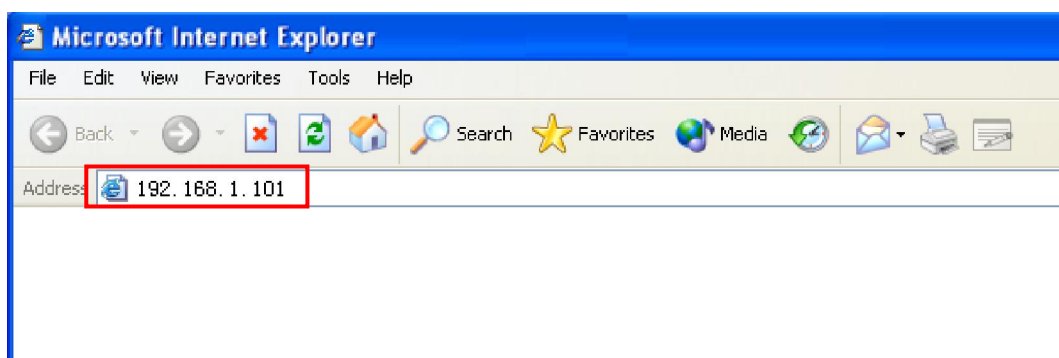 Microsoft Internet Explorer
File Edit View Favorites Tools Help
Back Search Favorites Media
Address 192.168.1.101